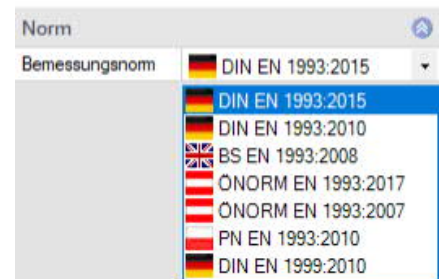 Norm
Bemessungsnorm DIN EN 1993:2015
DIN EN 1993:2015
DIN EN 1993:2010
BS EN 1993:2008
ÖNORM EN 1993:2017
ÖNORM EN 1993:2007
PN EN 1993:2010
DIN EN 1999:2010